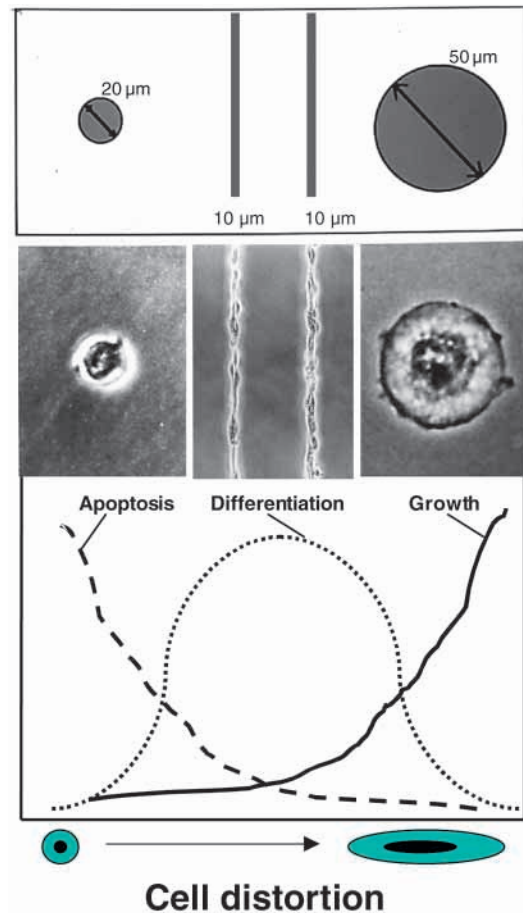 20 µm
50 µm
10 µm 10 µm
Apoptosis Differentiation Growth
Cell distortion